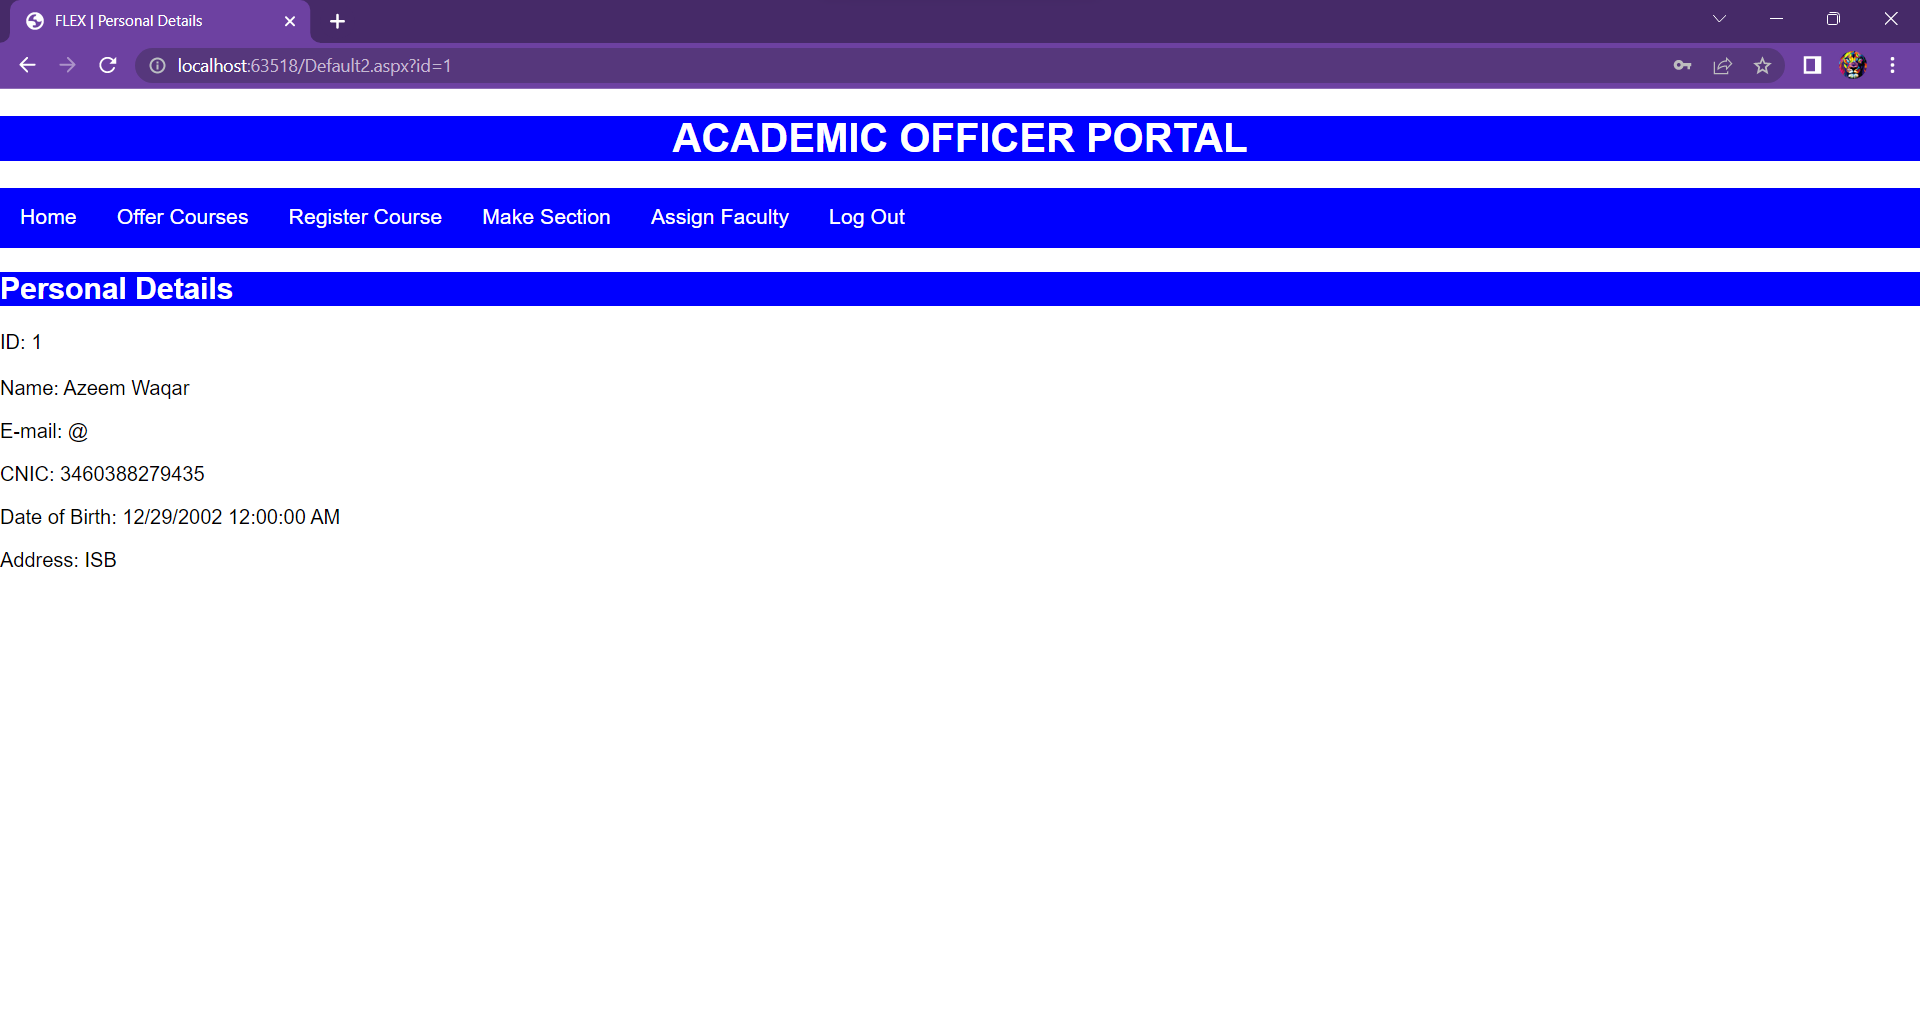 FLEX | Personal Details
localhost:63518/Default2.aspx?id=1
ACADEMIC OFFICER PORTAL
Home Offer Courses Register Course Make Section Assign Faculty Log Out
Personal Details
ID: 1
Name: Azeem Waqar
E-mail: @
CNIC: 3460388279435
Date of Birth: 12/29/2002 12:00:00 AM
Address: ISB